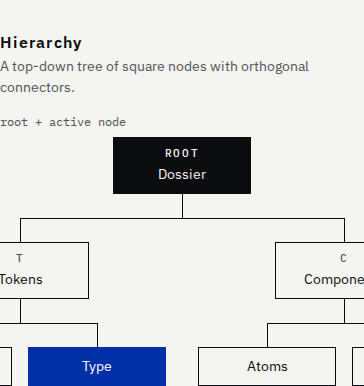 Hierarchy
A top-down tree of square nodes with orthogonal
connectors.
root + active node
ROOT
Dossier
T
Tokens
C
Type
Atoms